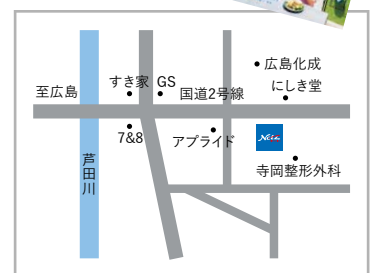 広島化成
すき家 GS
至広島
国道2号線
にしき堂
7&8
アプライド
Netz
寺岡整形外科
芦田川